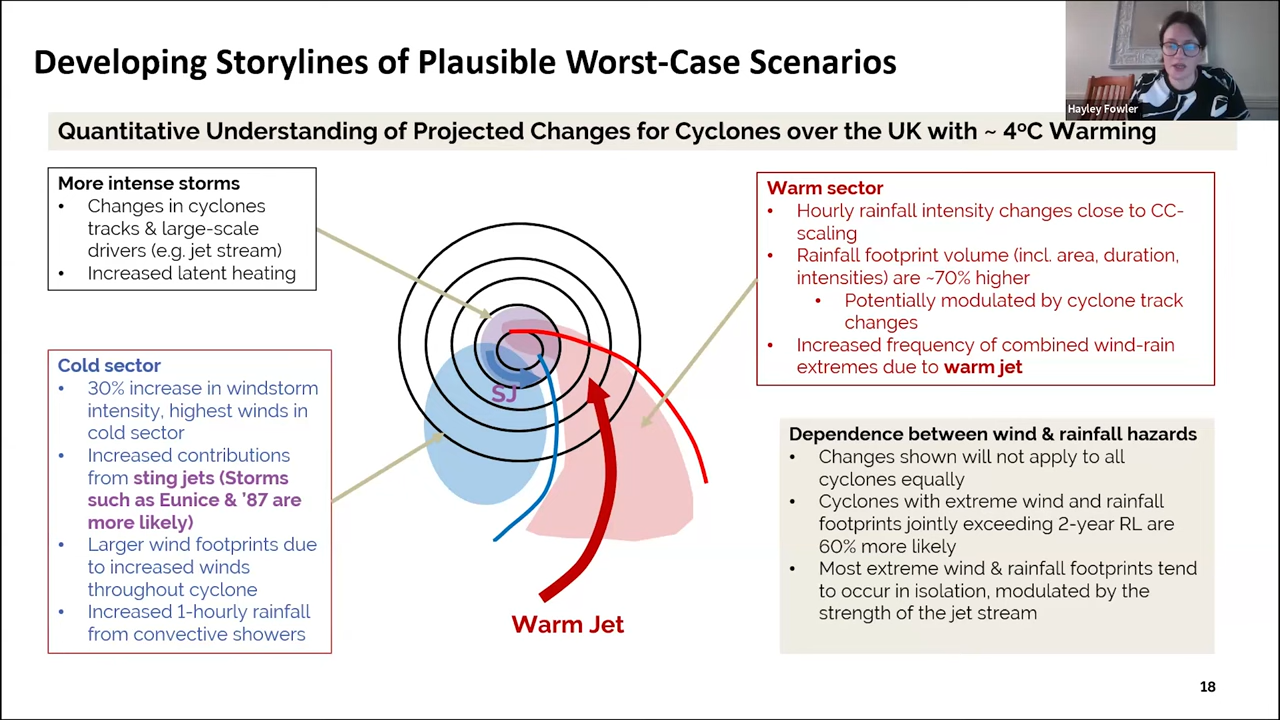 Developing Storylines of Plausible Worst-Case Scenarios
Hayley Fowler
Quantitative Understanding of Projected Changes for Cyclones over the UK with ~ 4ºC Warming
More intense storms
• Changes in cyclones
tracks & large-scale
drivers (e.g. jet stream)
• Increased latent heating
Cold sector
• 30% increase in windstorm
intensity, highest winds in
cold sector
• Increased contributions
from sting jets (Storms
such as Eunice & ’87 are
more likely)
• Larger wind footprints due
to increased winds
throughout cyclone
• Increased 1-hourly rainfall
from convective showers
SJ
Warm Jet
Warm sector
• Hourly rainfall intensity changes close to CC-
scaling
• Rainfall footprint volume (incl. area, duration,
intensities) are ~70% higher
• Potentially modulated by cyclone track
changes
• Increased frequency of combined wind-rain
extremes due to warm jet
Dependence between wind & rainfall hazards
• Changes shown will not apply to all
cyclones equally
• Cyclones with extreme wind and rainfall
footprints jointly exceeding 2-year RL are
60% more likely
• Most extreme wind & rainfall footprints tend
to occur in isolation, modulated by the
strength of the jet stream
18